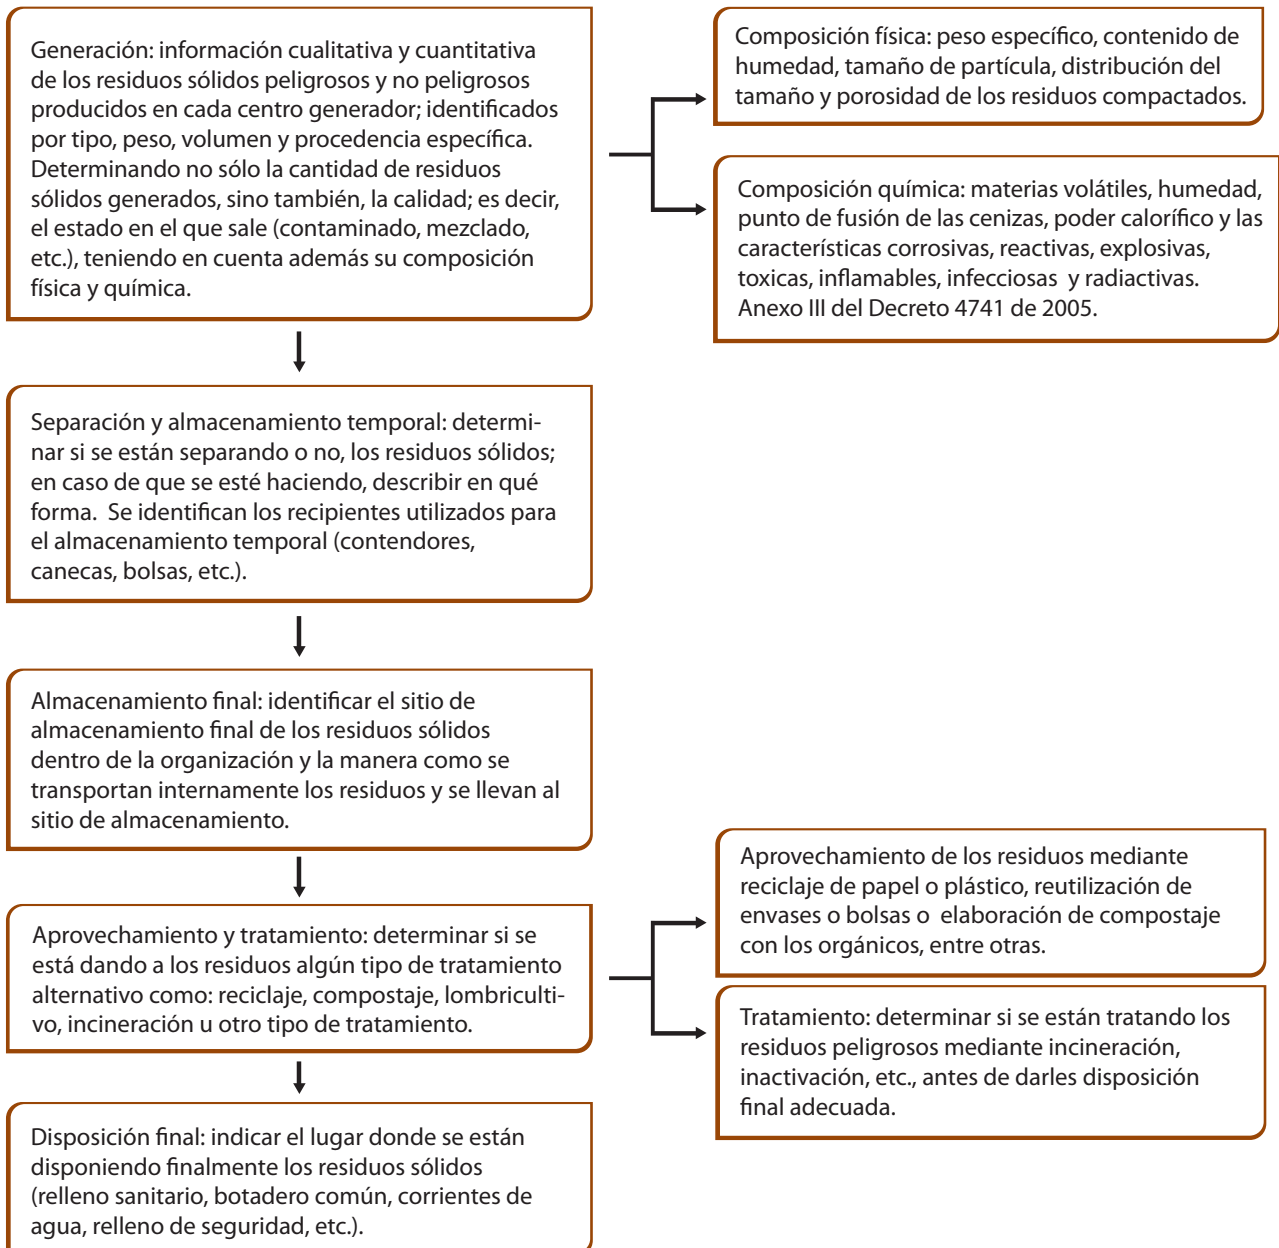 Generación: información cualitativa y cuantitativa
de los residuos sólidos peligrosos y no peligrosos
producidos en cada centro generador; identificados
por tipo, peso, volumen y procedencia específica.
Determinando no sólo la cantidad de residuos
sólidos generados, sino también, la calidad; es decir,
el estado en el que sale (contaminado, mezclado,
etc.), teniendo en cuenta además su composición
física y química.
Composición física: peso específico, contenido de
humedad, tamaño de partícula, distribución del
tamaño y porosidad de los residuos compactados.
Composición química: materias volátiles, humedad,
punto de fusión de las cenizas, poder calorífico y las
características corrosivas, reactivas, explosivas,
toxicas, inflamables, infecciosas  y radiactivas.
Anexo III del Decreto 4741 de 2005.
Separación y almacenamiento temporal: determi-
nar si se están separando o no, los residuos sólidos;
en caso de que se esté haciendo, describir en qué
forma.  Se identifican los recipientes utilizados para
el almacenamiento temporal (contendores,
canecas, bolsas, etc.).
Almacenamiento final: identificar el sitio de
almacenamiento final de los residuos sólidos
dentro de la organización y la manera como se
transportan internamente los residuos y se llevan al
sitio de almacenamiento.
Aprovechamiento y tratamiento: determinar si se
está dando a los residuos algún tipo de tratamiento
alternativo como: reciclaje, compostaje, lombriculti-
vo, incineración u otro tipo de tratamiento.
Aprovechamiento de los residuos mediante
reciclaje de papel o plástico, reutilización de
envases o bolsas o  elaboración de compostaje
con los orgánicos, entre otras.
Tratamiento: determinar si se están tratando los
residuos peligrosos mediante incineración,
inactivación, etc., antes de darles disposición
final adecuada.
Disposición final: indicar el lugar donde se están
disponiendo finalmente los residuos sólidos
(relleno sanitario, botadero común, corrientes de
agua, relleno de seguridad, etc.).